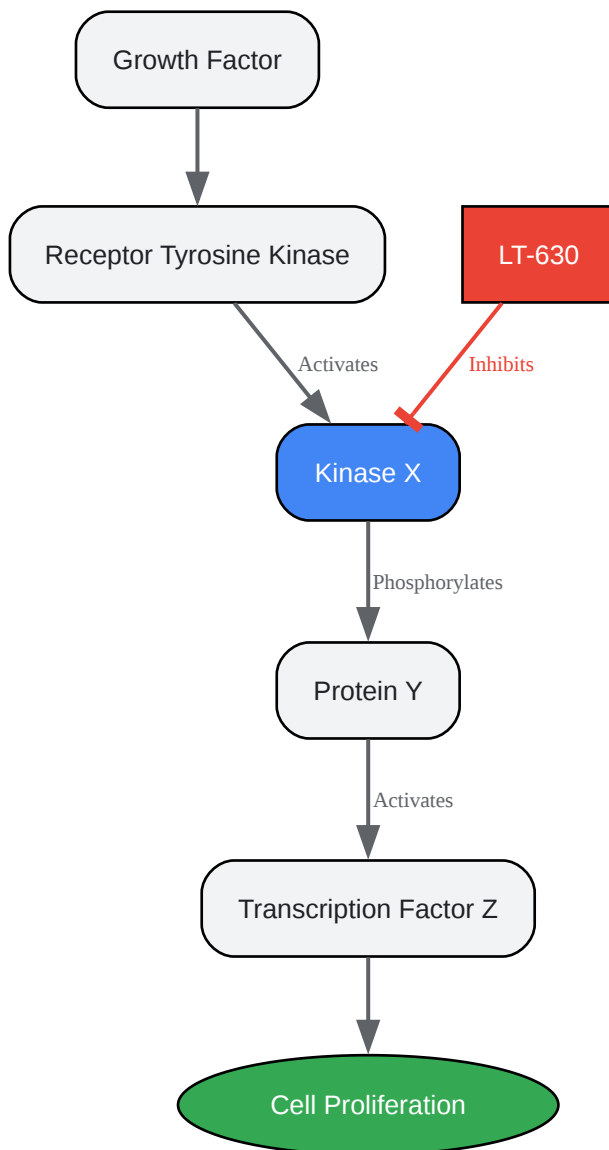 Growth Factor
Receptor Tyrosine Kinase
LT-630
Activates
Inhibits
Kinase X
Phosphorylates
Protein Y
Activates
Transcription Factor Z
Cell Proliferation